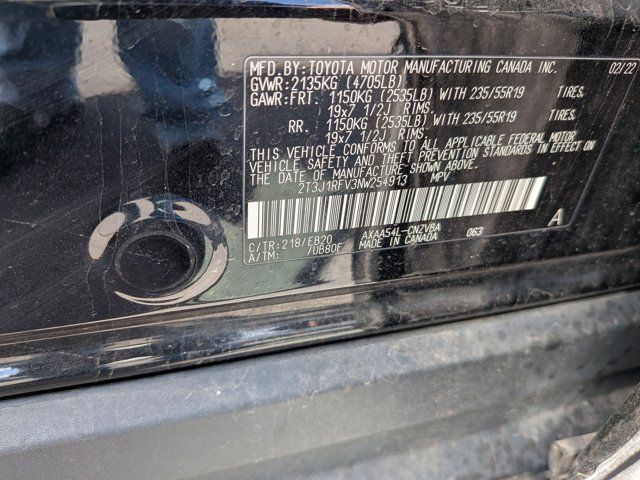 MFD.BY: TOYOTA MOTOR MANUFACTURING CANADA INC. 02/22
GVWR: 2135KG (4705LB)
GAWR:FRT. 1150KG (2535LB) WITH 235/55R19 TIRES,
19x7 1/2J RIMS.
RR. 1150KG (2535LB) WITH 235/55R19 TIRES,
19x7 1/2J RIMS.
THIS VEHICLE CONFORMS TO ALL APPLICABLE FEDERAL MOTOR
VEHICLE SAFETY AND THEFT PREVENTION STANDARDS IN EFFECT ON
THE DATE OF MANUFACTURE SHOWN ABOVE.
2T3J1RFV3NW254913 MPV
C/TR:218/EB20 AXAA54L-CNZVBA 063 A
A/TM: /UB80F MADE IN CANADA